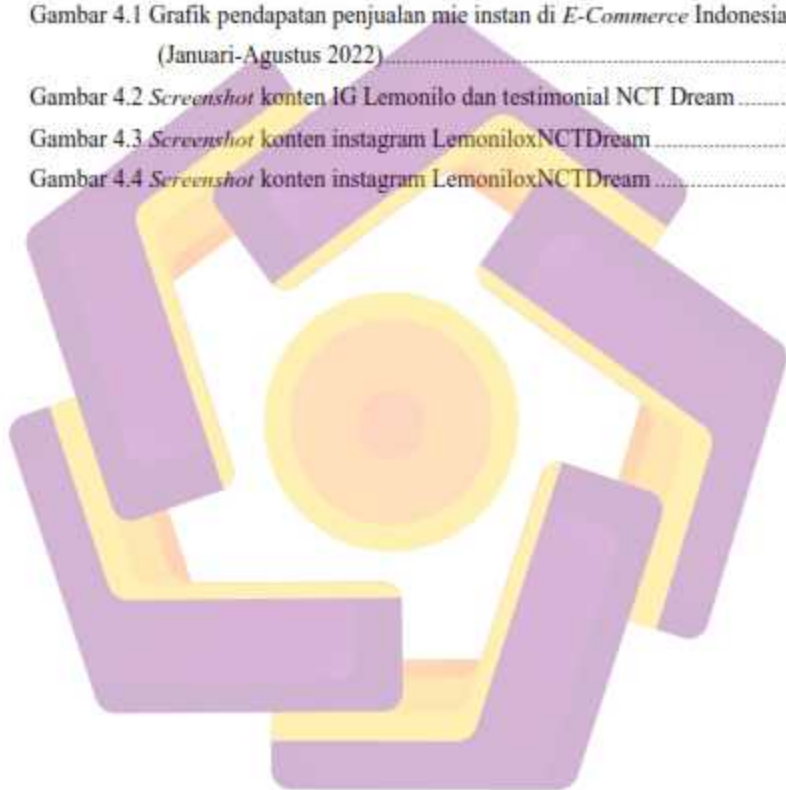 Gambar 4.1 Grafik pendapatan penjualan mie instan di E-Commerce Indonesia
(Januari-Agustus 2022)
Gambar 4.2 Screenshot konten IG Lemonilo dan testimonial NCT Dream
Gambar 4.3 Screenshot konten instagram LemoniloxNCTDream
Gambar 4.4 Screenshot konten instagram LemoniloxNCTDream